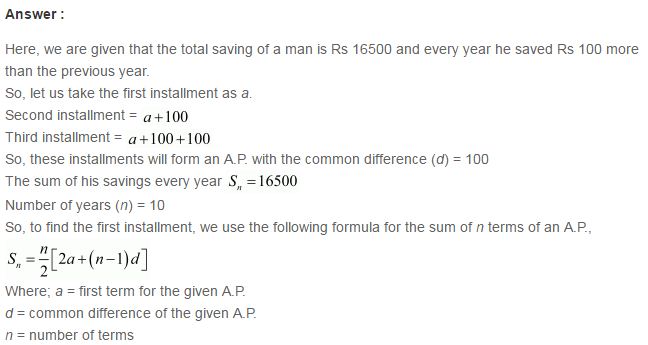 Answer :
Here, we are given that the total saving of a man is Rs 16500 and every year he saved Rs 100 more
than the previous year.
So, let us take the first installment as a.
Second installment = a+100
Third installment = a+100+100
So, these installments will form an A.P. with the common difference (d) = 100
The sum of his savings every year Sₙ =16500
Number of years (n) = 10
So, to find the first installment, we use the following formula for the sum of n terms of an A.P.,
Sₙ = n/2[2a+(n−1)d]
Where; a = first term for the given A.P.
d = common difference of the given A.P.
n = number of terms